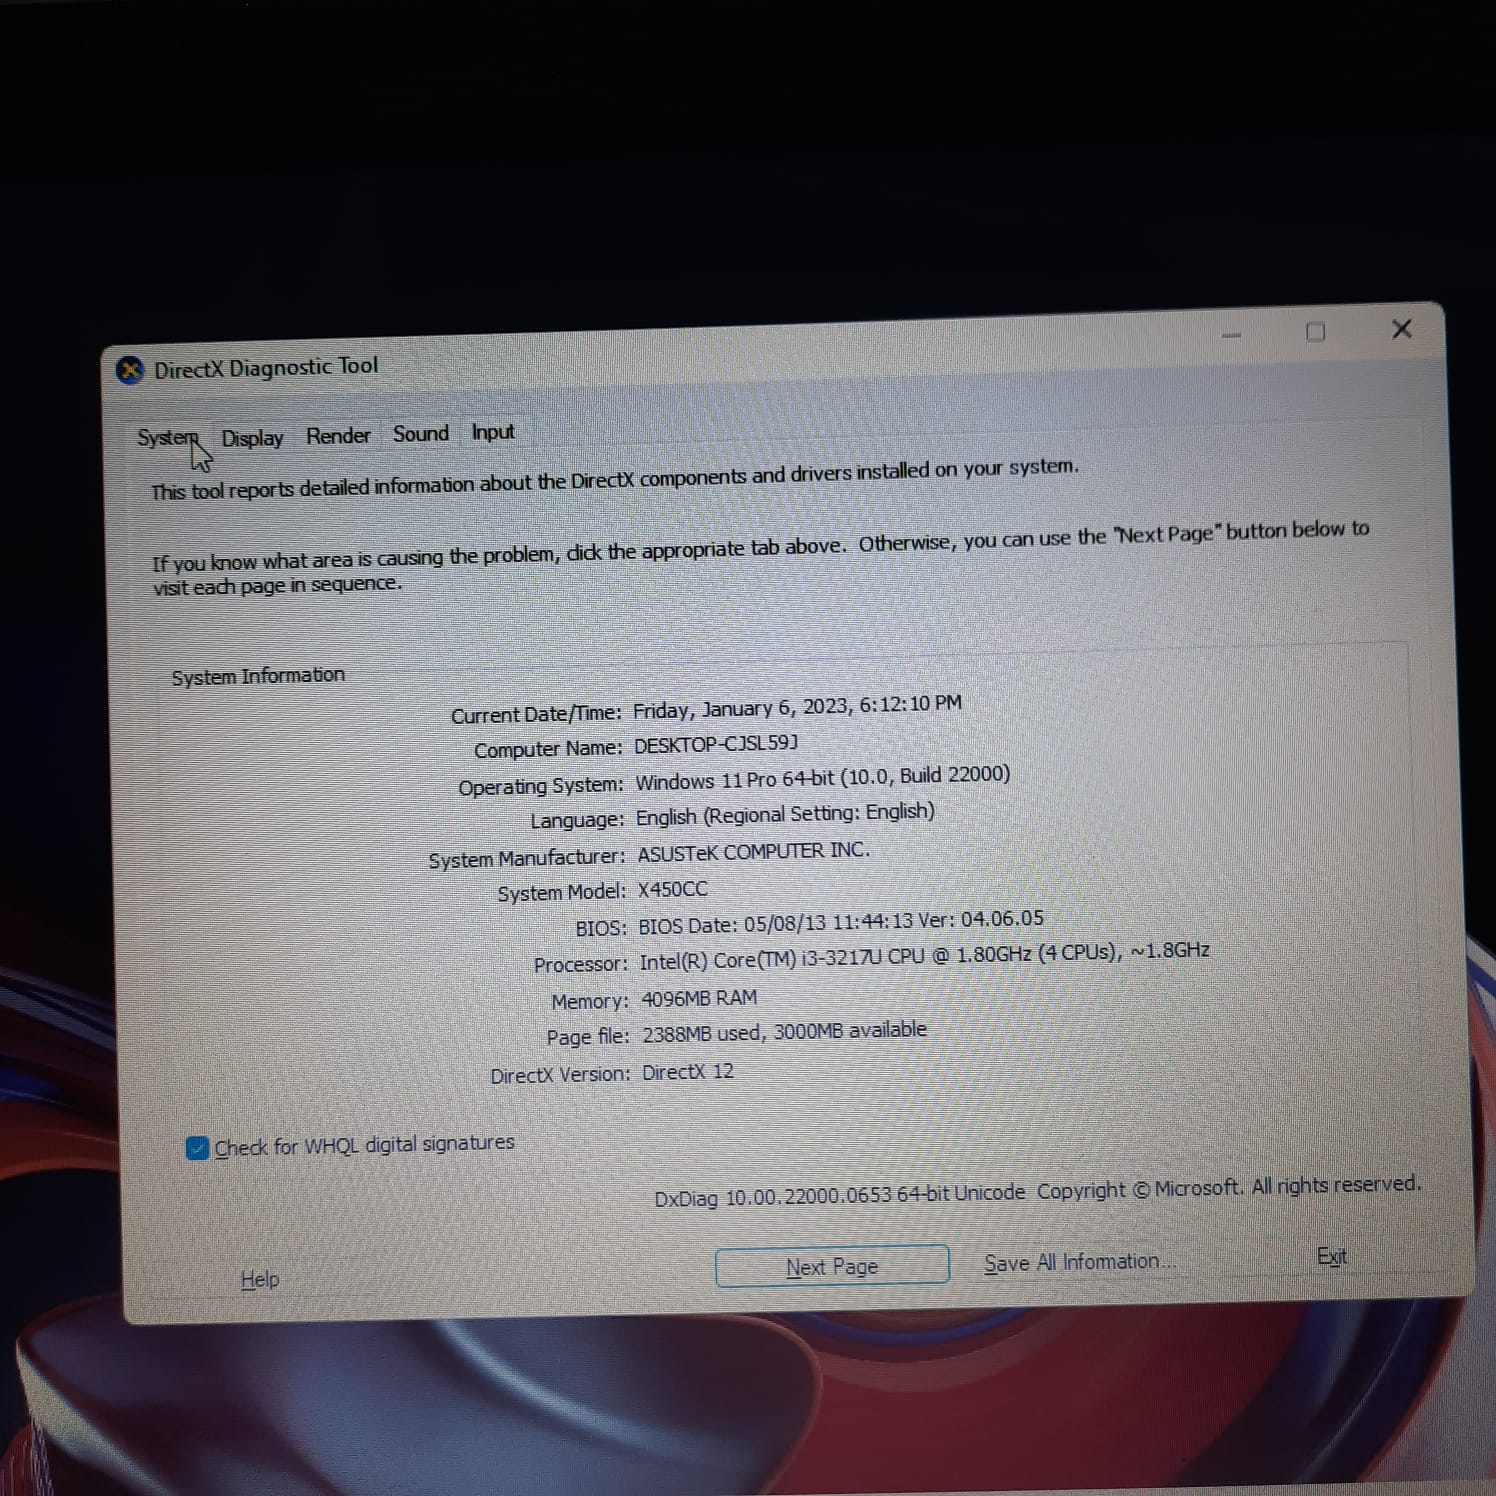 DirectX Diagnostic Tool
System Display Render Sound Input
This tool reports detailed information about the DirectX components and drivers installed on your system.
If you know what area is causing the problem, click the appropriate tab above. Otherwise, you can use the "Next Page" button below to
visit each page in sequence.
System Information
Current Date/Time: Friday, January 6, 2023, 6:12:10 PM
Computer Name: DESKTOP-CJSL59J
Operating System: Windows 11 Pro 64-bit (10.0, Build 22000)
Language: English (Regional Setting: English)
System Manufacturer: ASUSTeK COMPUTER INC.
System Model: X450CC
BIOS: BIOS Date: 05/08/13 11:44:13 Ver: 04.06.05
Processor: Intel(R) Core(TM) i3-3217U CPU @ 1.80GHz (4 CPUs), ~1.8GHz
Memory: 4096MB RAM
Page file: 2388MB used, 3000MB available
DirectX Version: DirectX 12
Check for WHQL digital signatures
DxDiag 10.00.22000.0653 64-bit Unicode Copyright © Microsoft. All rights reserved.
Help Next Page Save All Information... Exit